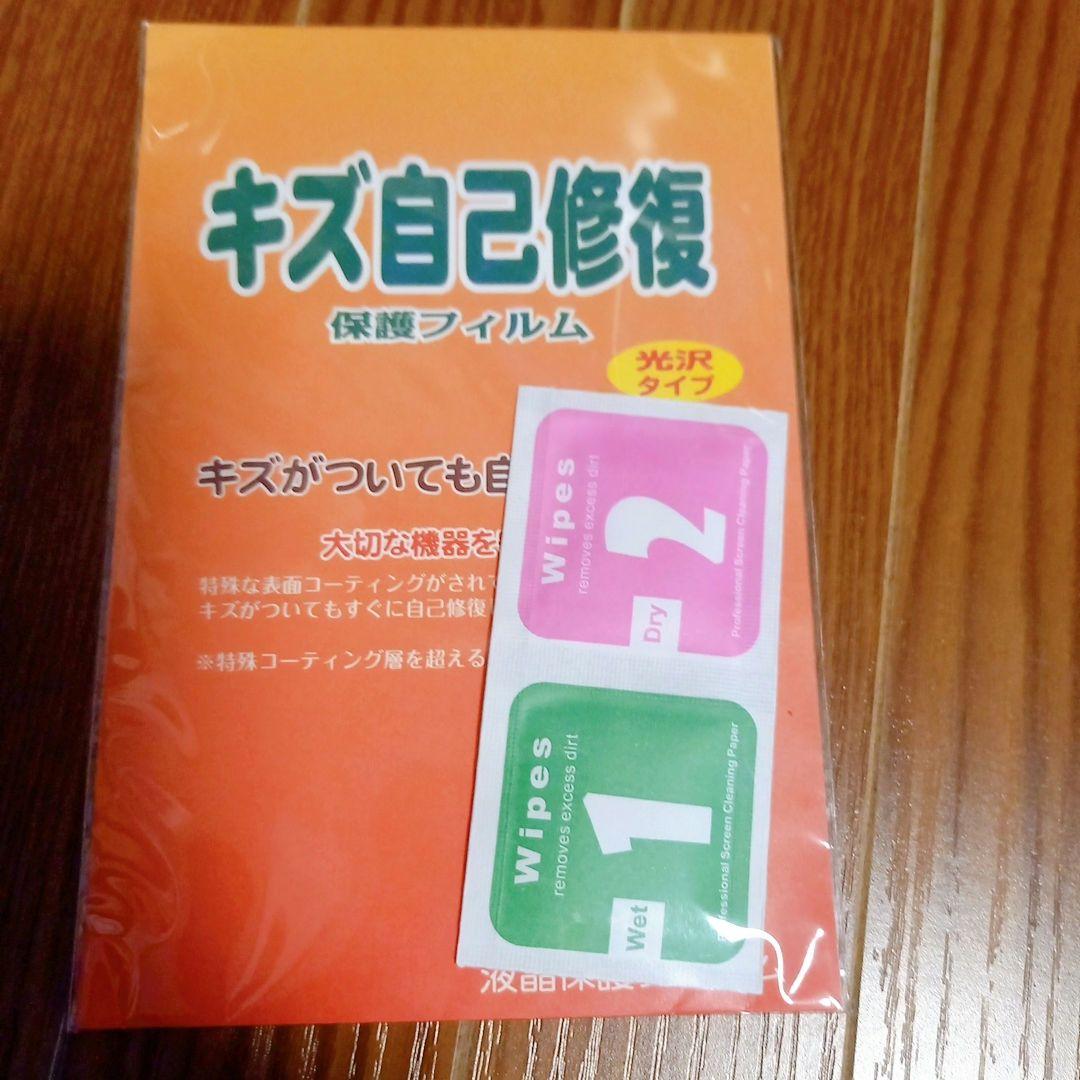 キズ自己修復
保護フィルム
光沢
タイプ
キズがついても自
大切な機器を
特殊な表面コーティングがされて
キズがついてもすぐに自己修復
※特殊コーティング層を超える
Wipes
removes excess dirt
2
Dry
Professional Screen Cleaning Paper
Wipes
removes excess dirt
1
Wet
Professional Screen Cleaning Paper
液晶保護